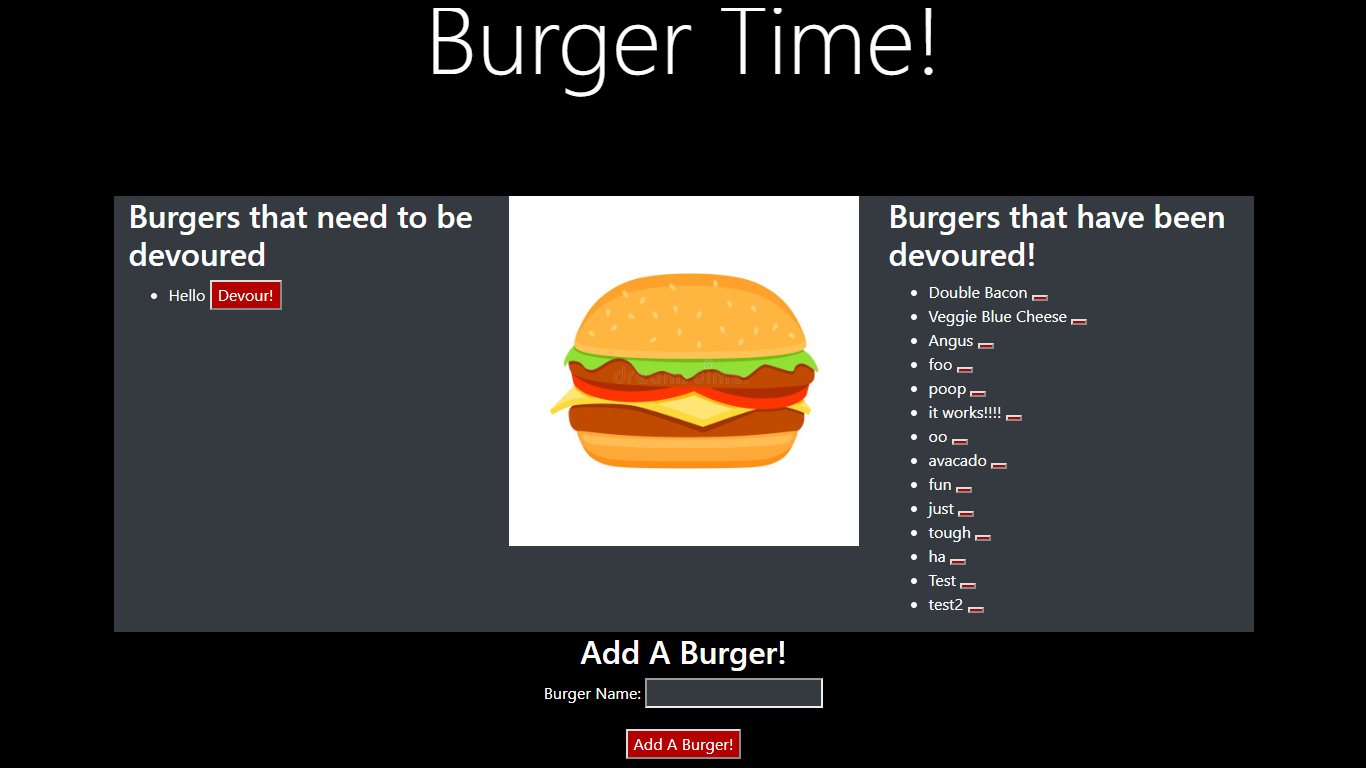 Burger Time!
Burgers that need to be
devoured
Hello Devour!
Burgers that have been
devoured!
Double Bacon
Veggie Blue Cheese
Angus
foo
poop
it works!!!!
oo
avacado
fun
just
tough
ha
Test
test2
Add A Burger!
Burger Name:
Add A Burger!